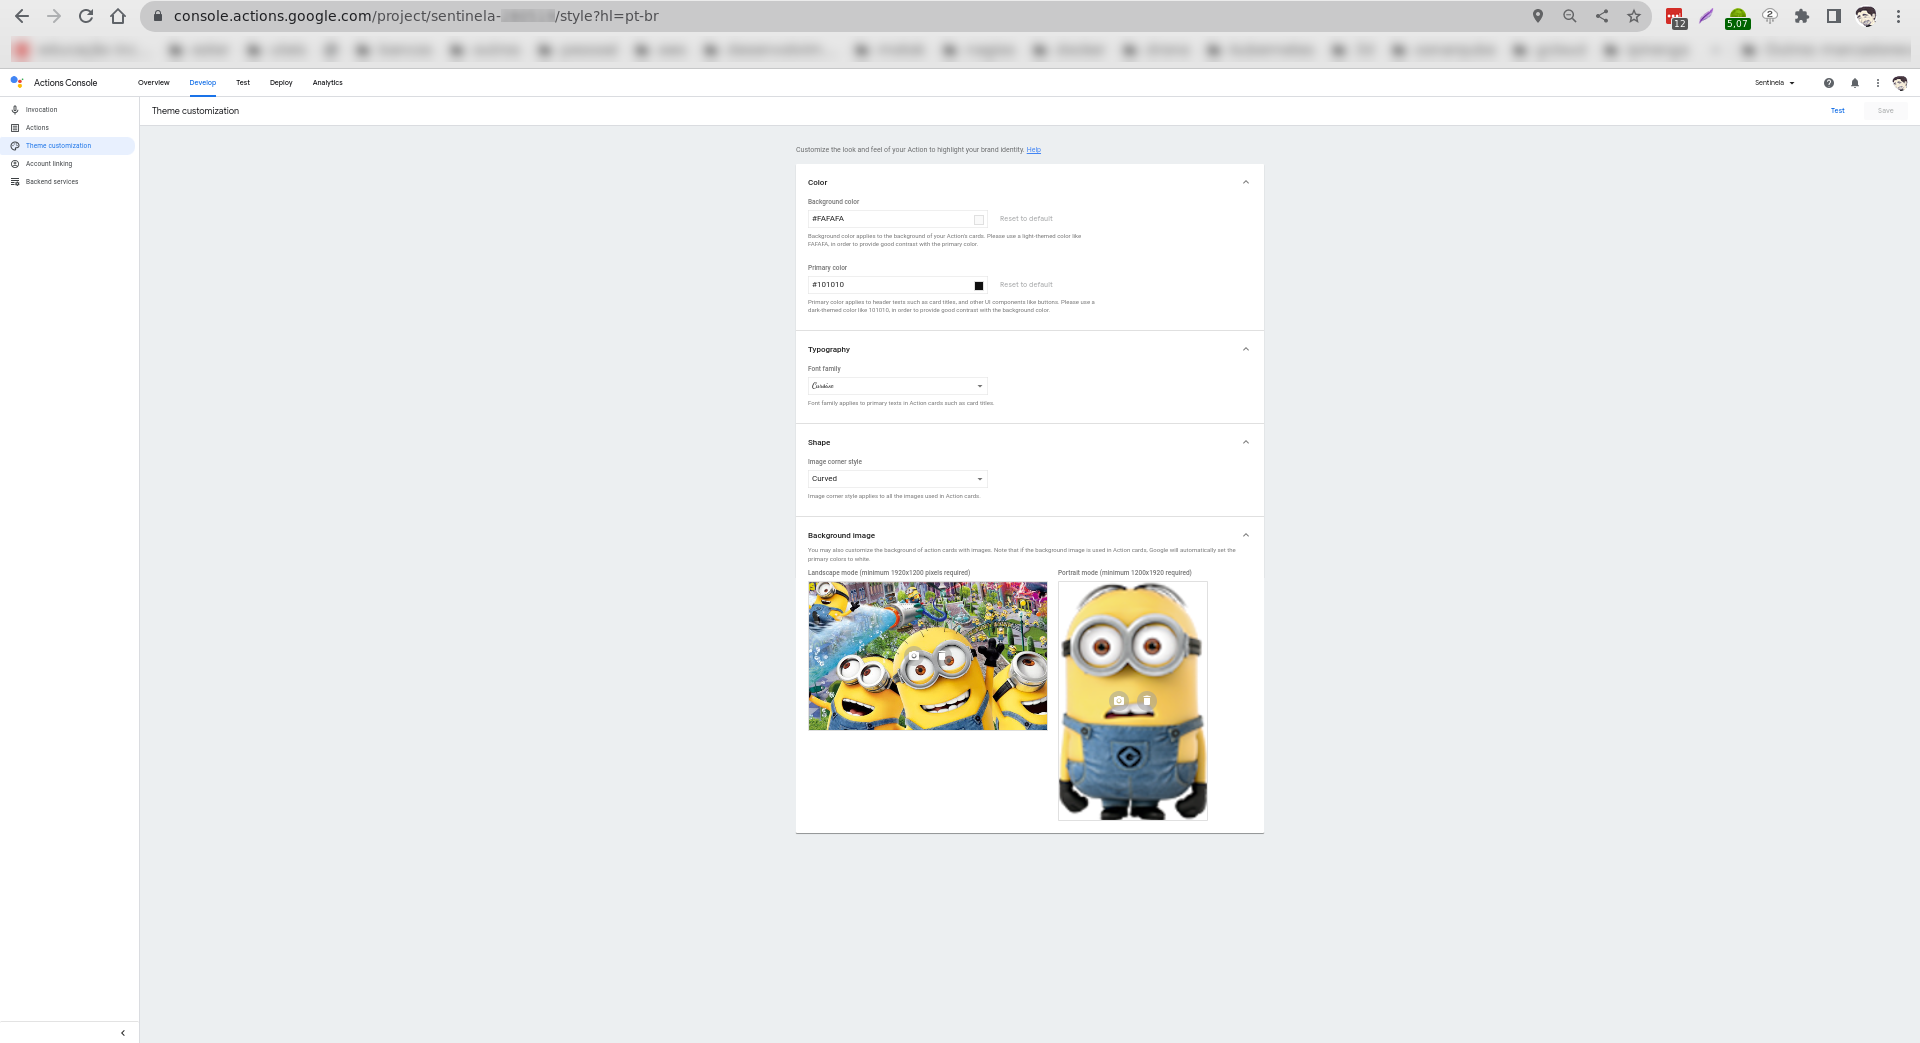 console.actions.google.com/project/sentinela-
/style?hl=pt-br
12
5,07
2
Actions Console
Overview
Develop
Test
Deploy
Analytics
Sentinela
Invocation
Actions
Theme customization
Account linking
Backend services
Theme customization
Test
Save
Customize the look and feel of your Action to highlight your brand identity. Help
Color
Background color
#FAFAFA
Reset to default
Background color applies to the background of your Action's cards. Please use a light-themed color like
FAFAFA, in order to provide good contrast with the primary color.
Primary color
#101010
Reset to default
Primary color applies to header texts such as card titles, and other UI components like buttons. Please use a
dark-themed color like 101010, in order to provide good contrast with the background color.
Typography
Font family
Cursive
Font family applies to primary texts in Action cards such as card titles.
Shape
Image corner style
Curved
Image corner style applies to all the images used in Action cards.
Background image
You may also customize the background of action cards with images. Note that if the background image is used in Action cards, Google will automatically set the
primary colors to white.
Landscape mode (minimum 1920x1200 pixels required)
Portrait mode (minimum 1200x1920 required)